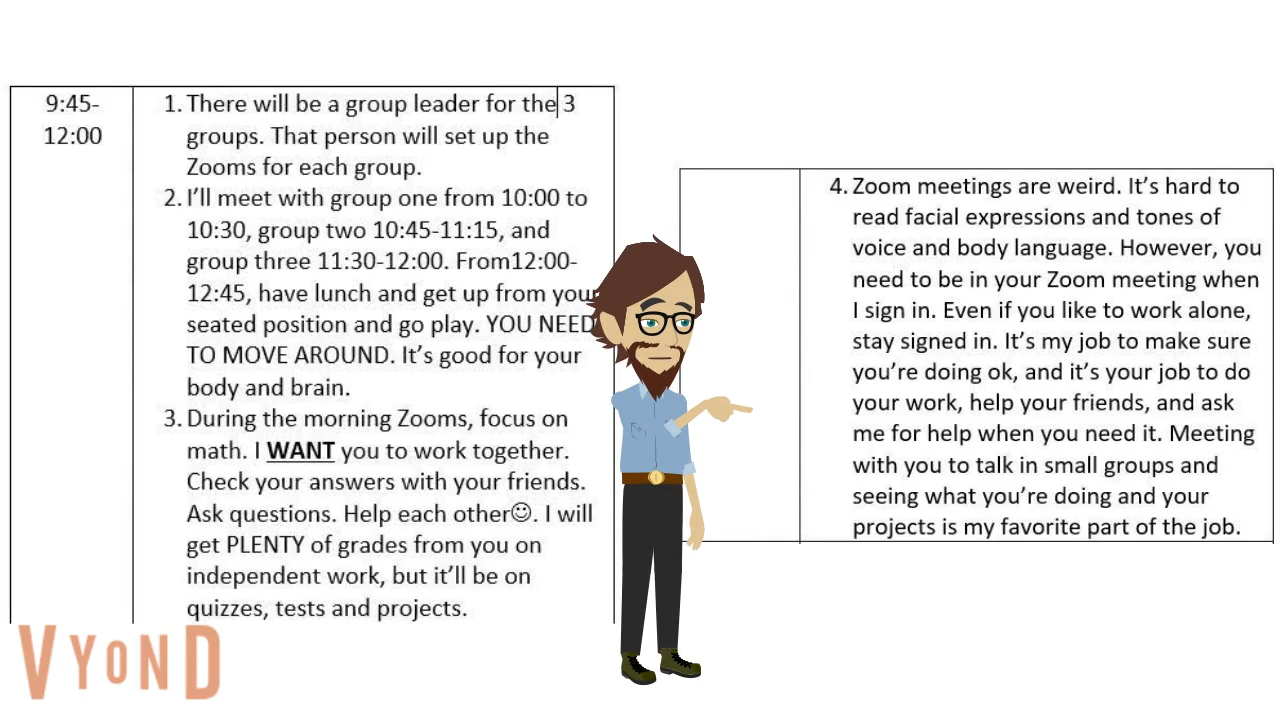 9:45-
12:00
1. There will be a group leader for the 3
groups. That person will set up the
Zooms for each group.
2. I'll meet with group one from 10:00 to
10:30, group two 10:45-11:15, and
group three 11:30-12:00. From12:00-
12:45, have lunch and get up from your
seated position and go play. YOU NEED
TO MOVE AROUND. It's good for your
body and brain.
3. During the morning Zooms, focus on
math. I WANT you to work together.
Check your answers with your friends.
Ask questions. Help each other☺. I will
get PLENTY of grades from you on
independent work, but it'll be on
quizzes, tests and projects.
4. Zoom meetings are weird. It's hard to
read facial expressions and tones of
voice and body language. However, you
need to be in your Zoom meeting when
I sign in. Even if you like to work alone,
stay signed in. It's my job to make sure
you're doing ok, and it's your job to do
your work, help your friends, and ask
me for help when you need it. Meeting
with you to talk in small groups and
seeing what you're doing and your
projects is my favorite part of the job.
VYOND